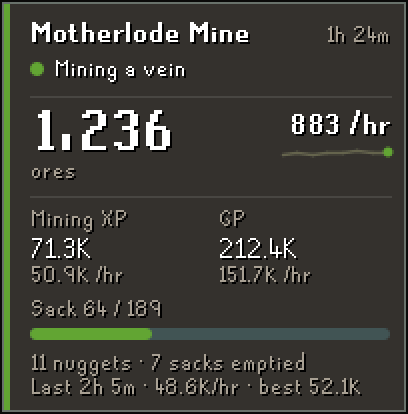 Motherlode Mine 1h 24m
Mining a vein
1,236 883 /hr
ores
Mining XP GP
71.3K 212.4K
50.9K /hr 151.7K /hr
Sack 64 / 189
11 nuggets · 7 sacks emptied
Last 2h 5m · 48.6K/hr · best 52.1K